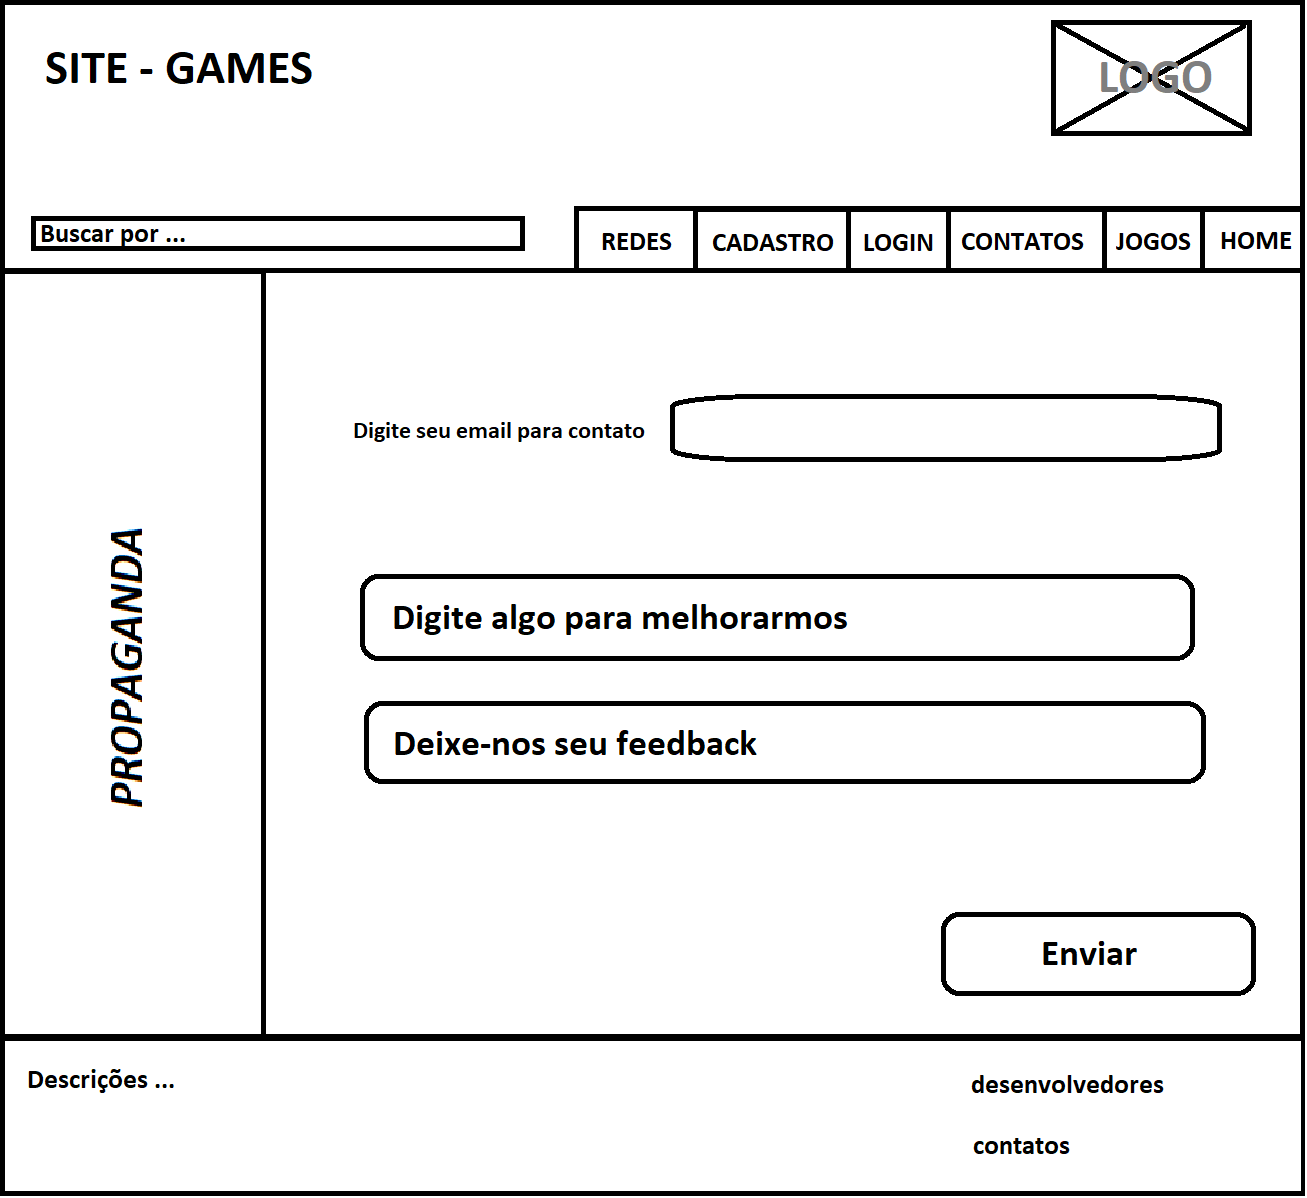 SITE - GAMES
LOGO
Buscar por ...
REDES
CADASTRO
LOGIN
CONTATOS
JOGOS
HOME
PROPAGANDA
Digite seu email para contato
Digite algo para melhorarmos
Deixe-nos seu feedback
Enviar
Descrições ...
desenvolvedores
contatos